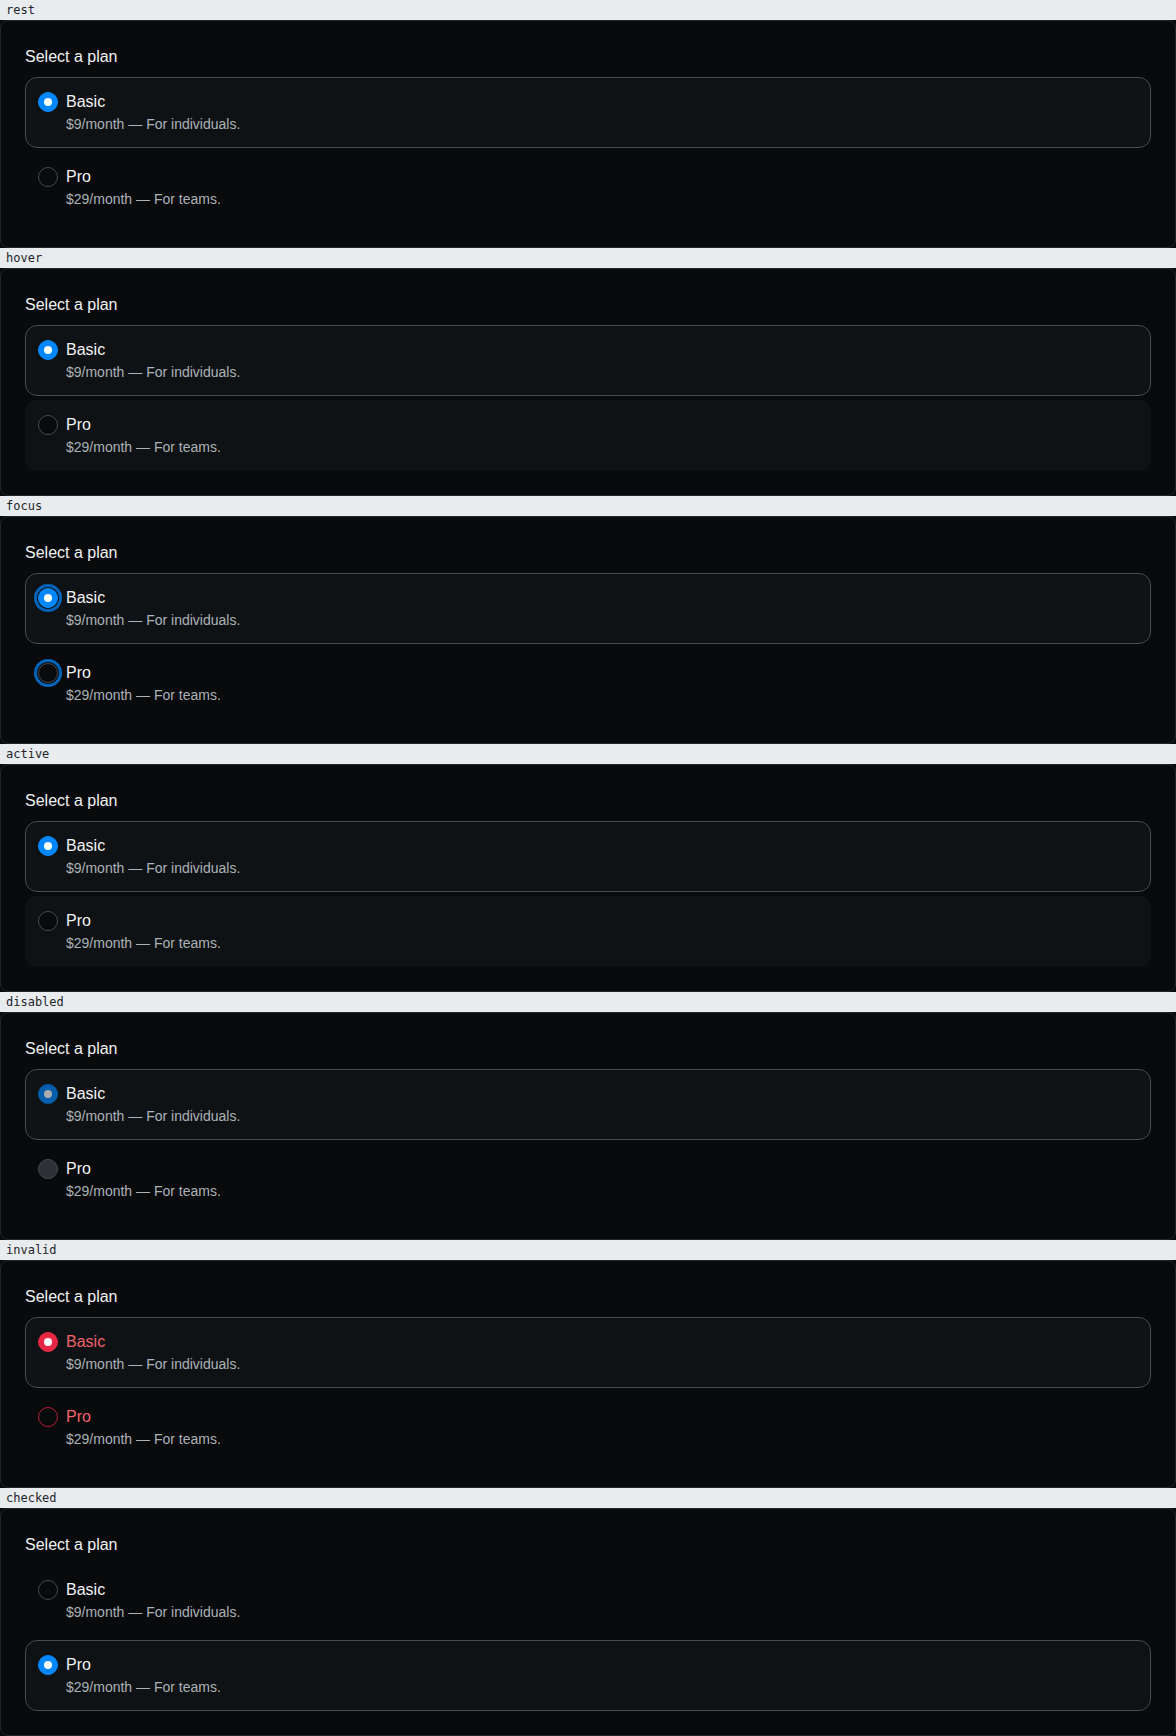 rest
Select a plan
Basic
$9/month — For individuals.
Pro
$29/month — For teams.
hover
Select a plan
Basic
$9/month — For individuals.
Pro
$29/month — For teams.
focus
Select a plan
Basic
$9/month — For individuals.
Pro
$29/month — For teams.
active
Select a plan
Basic
$9/month — For individuals.
Pro
$29/month — For teams.
disabled
Select a plan
Basic
$9/month — For individuals.
Pro
$29/month — For teams.
invalid
Select a plan
Basic
$9/month — For individuals.
Pro
$29/month — For teams.
checked
Select a plan
Basic
$9/month — For individuals.
Pro
$29/month — For teams.